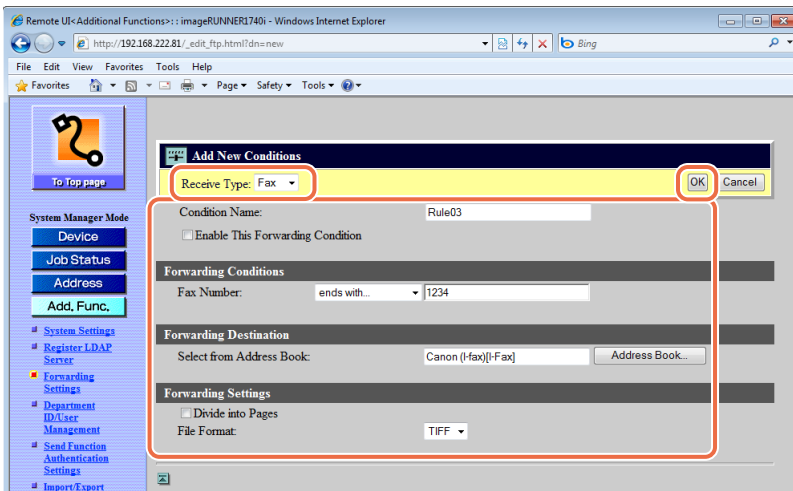 Remote UI<Additional Functions>: : imageRUNNER1740i - Windows Internet Explorer
http://192.168.222.81/_edit_ftp.html?dn=new
Bing
File Edit View Favorites Tools Help
Favorites Page Safety Tools
Add New Conditions
To Top page
Receive Type: Fax
OK Cancel
System Manager Mode
Device
Job Status
Address
Add. Func.
System Settings
Register LDAP
Server
Forwarding
Settings
Department
ID/User
Management
Send Function
Authentication
Settings
Import/Export
Condition Name: Rule03
Enable This Forwarding Condition
Forwarding Conditions
Fax Number: ends with... 1234
Forwarding Destination
Select from Address Book: Canon (I-fax)[I-Fax] Address Book...
Forwarding Settings
Divide into Pages
File Format: TIFF